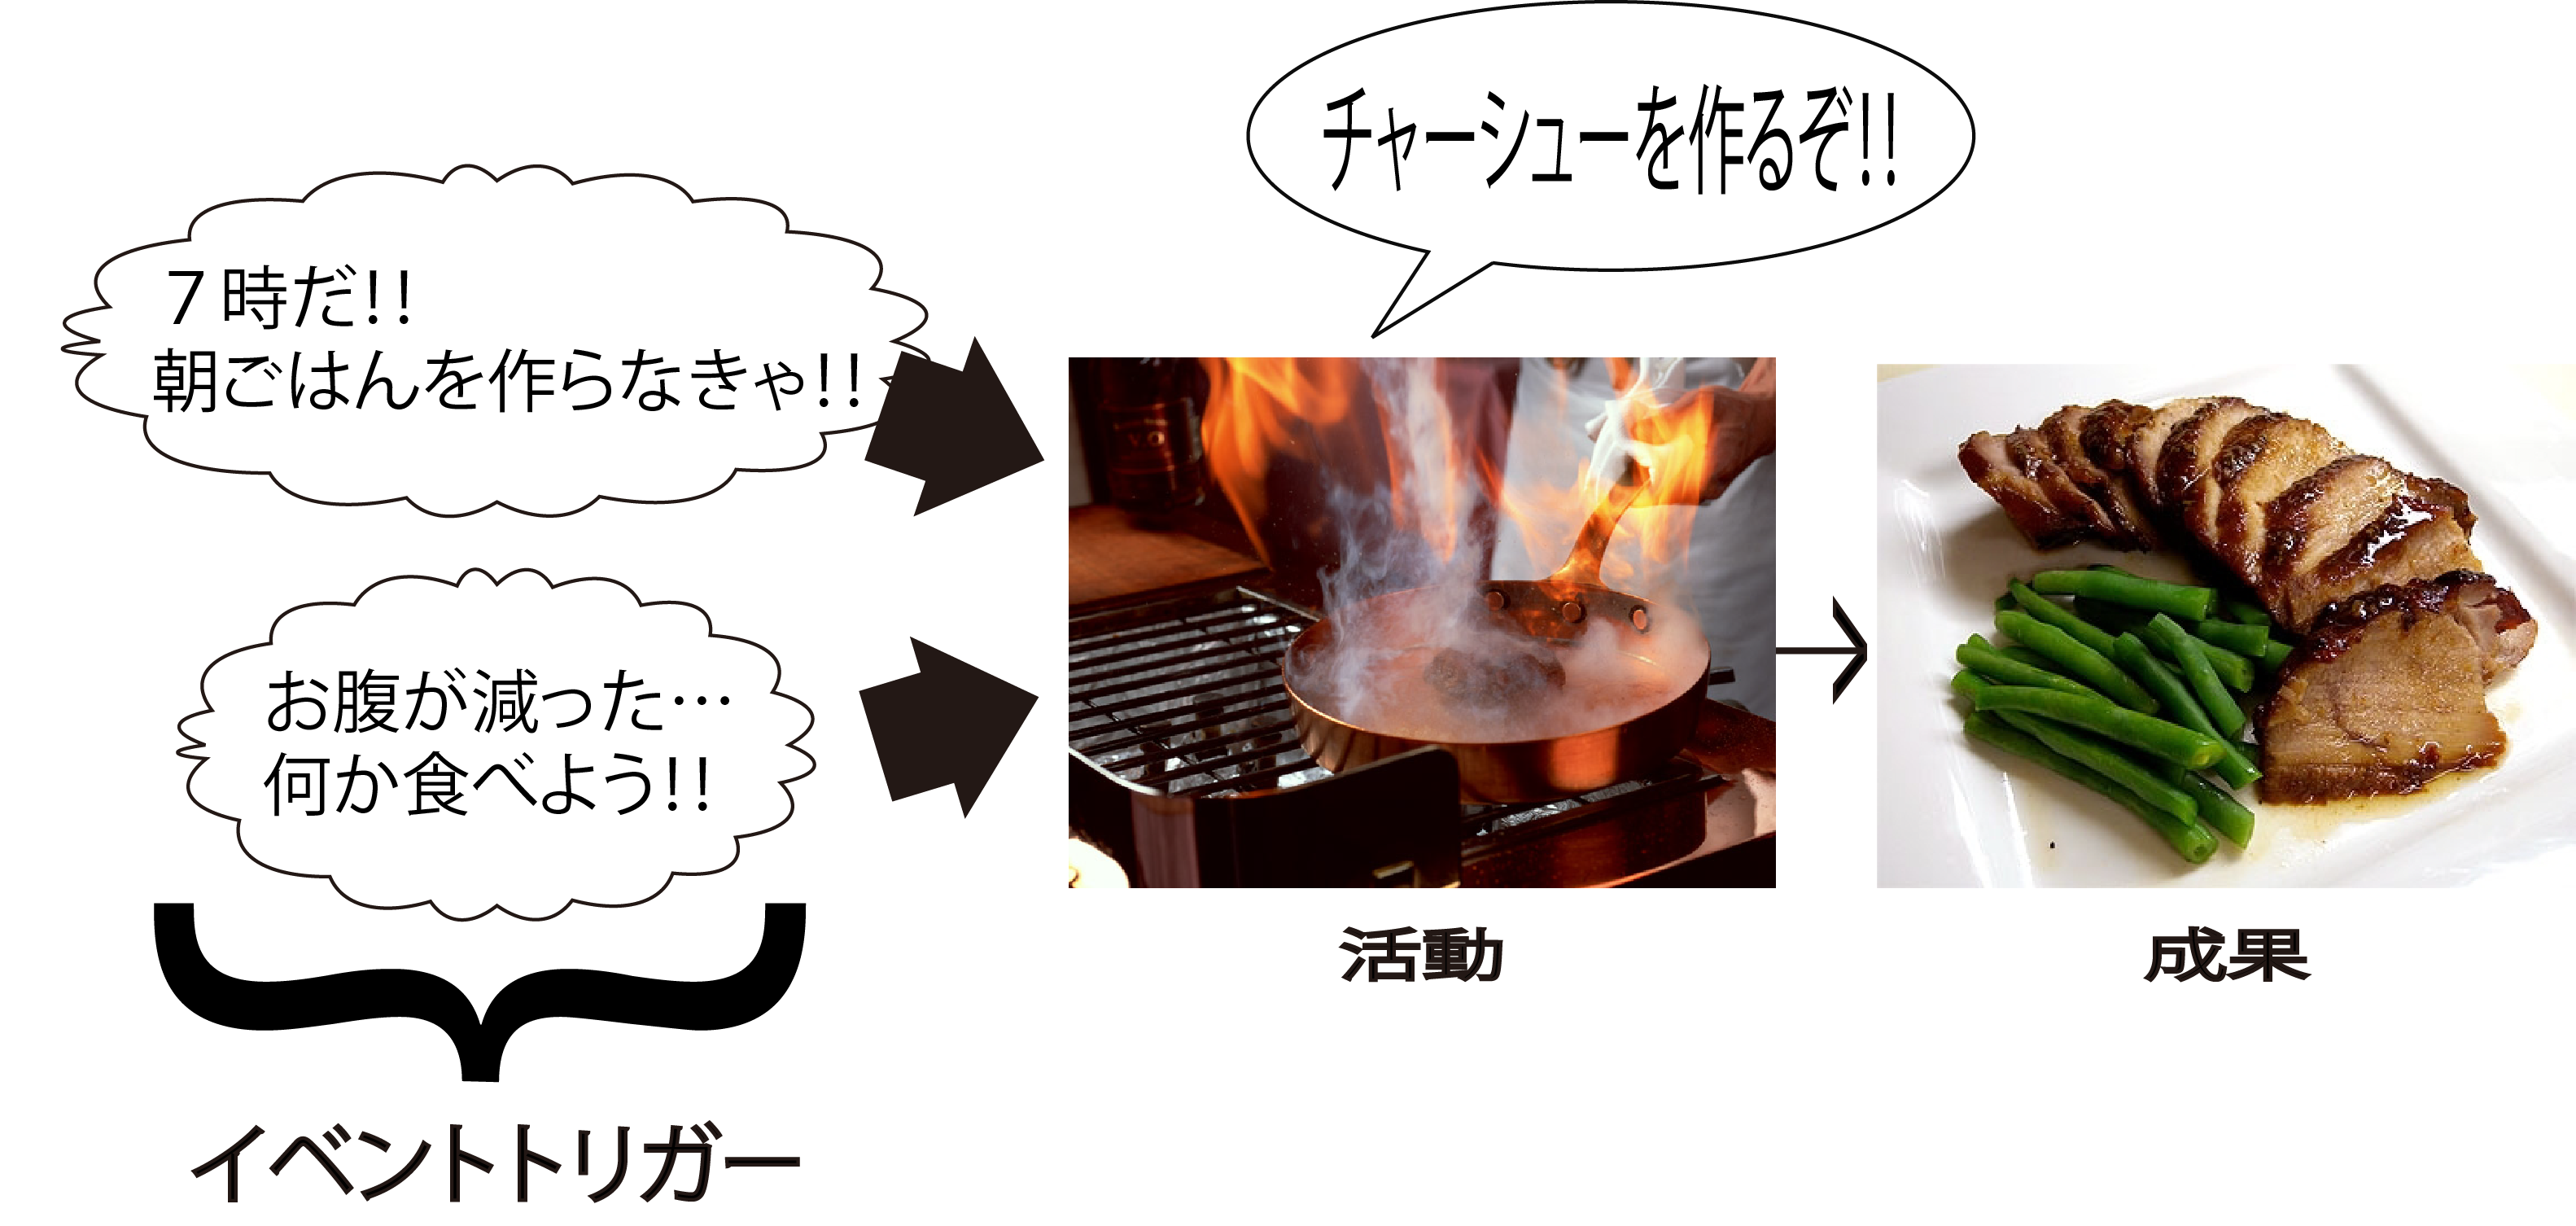 チャーシューを作るぞ!!
７時だ!!
朝ごはんを作らなきゃ!!
お腹が減った…
何か食べよう!!
活動
成果
イベントトリガー
V.O